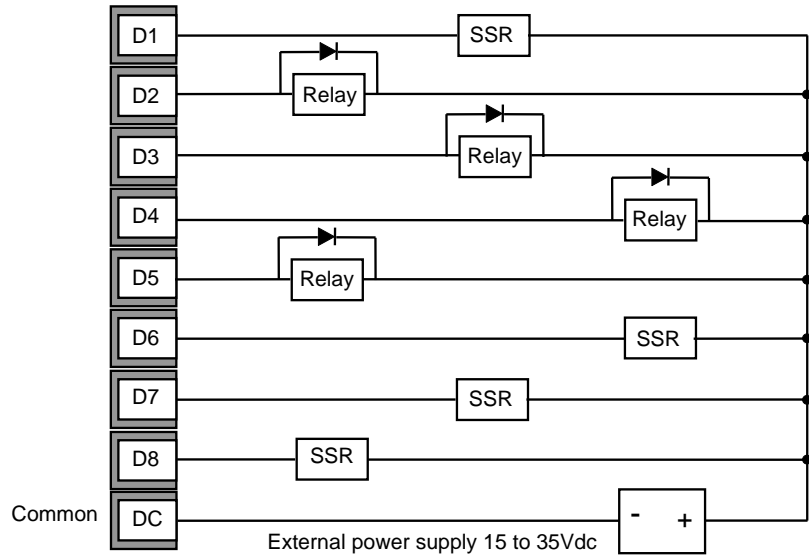 D1 SSR
D2 Relay
D3 Relay
D4 Relay
D5 Relay
D6 SSR
D7 SSR
D8 SSR
Common DC - +
External power supply 15 to 35Vdc